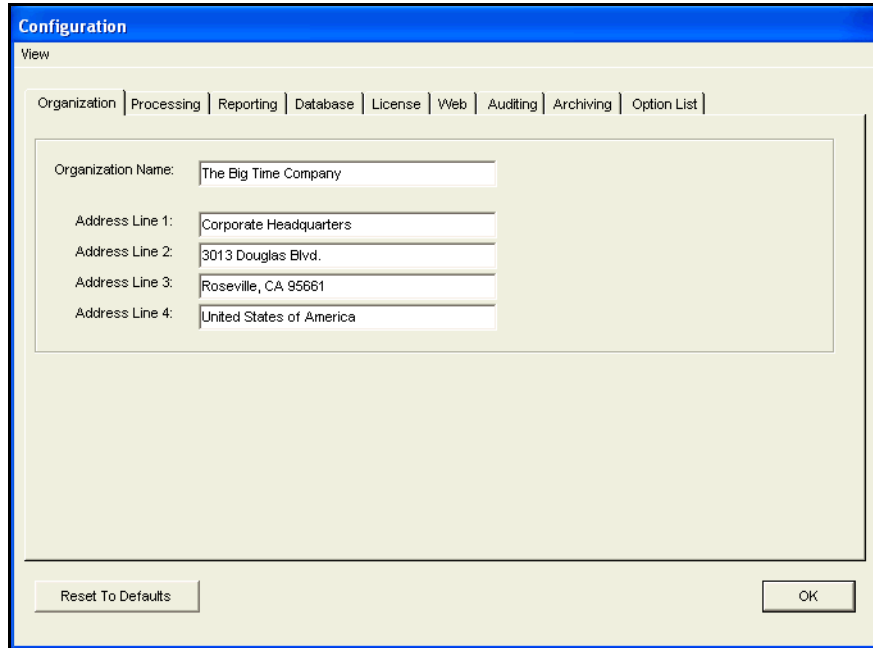 Configuration
View
Organization Processing Reporting Database License Web Auditing Archiving Option List
Organization Name: The Big Time Company
Address Line 1: Corporate Headquarters
Address Line 2: 3013 Douglas Blvd.
Address Line 3: Roseville, CA 95661
Address Line 4: United States of America
Reset To Defaults OK